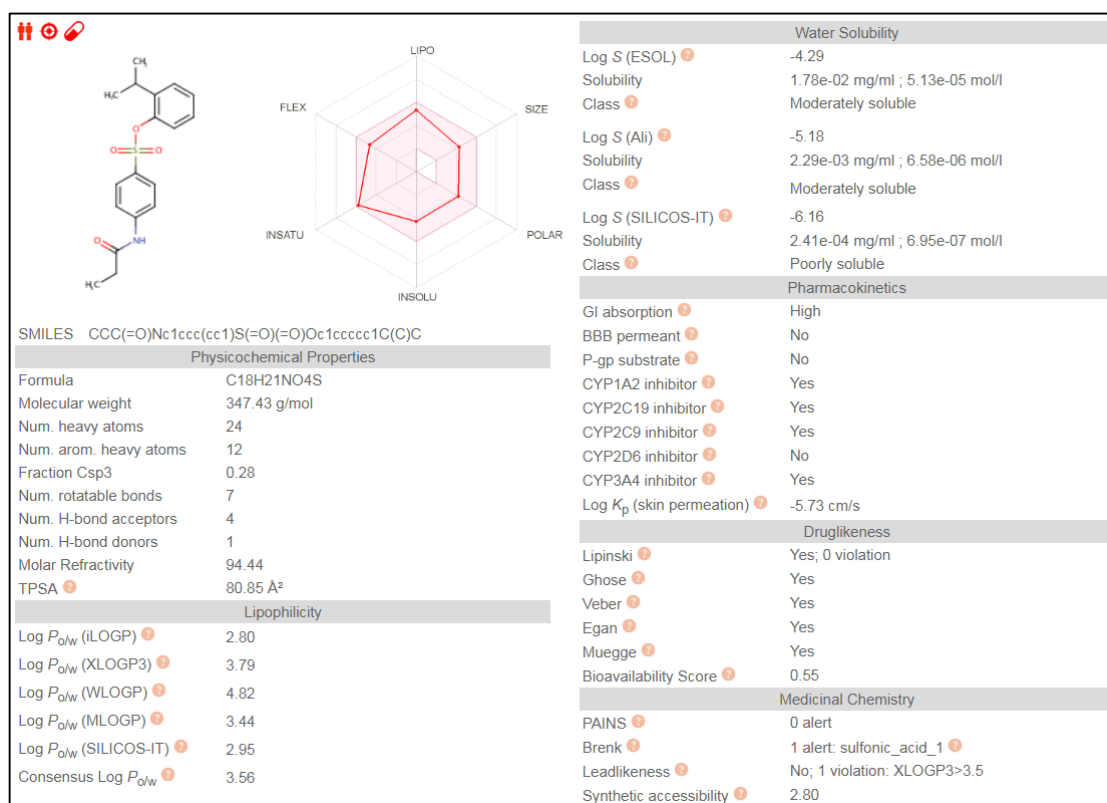 LIPO
SIZE
POLAR
INSOLU
INSATU
FLEX
CH₃
H₃C
O
O
S
O
O
NH
H₃C
SMILES CCC(=O)Nc1ccc(cc1)S(=O)(=O)Oc1ccccc1C(C)C
Physicochemical Properties
Formula C18H21NO4S
Molecular weight 347.43 g/mol
Num. heavy atoms 24
Num. arom. heavy atoms 12
Fraction Csp3 0.28
Num. rotatable bonds 7
Num. H-bond acceptors 4
Num. H-bond donors 1
Molar Refractivity 94.44
TPSA ? 80.85 Å²
Lipophilicity
Log Po/w (iLOGP) ? 2.80
Log Po/w (XLOGP3) ? 3.79
Log Po/w (WLOGP) ? 4.82
Log Po/w (MLOGP) ? 3.44
Log Po/w (SILICOS-IT) ? 2.95
Consensus Log Po/w ? 3.56
Water Solubility
Log S (ESOL) ? -4.29
Solubility 1.78e-02 mg/ml ; 5.13e-05 mol/l
Class ? Moderately soluble
Log S (Ali) ? -5.18
Solubility 2.29e-03 mg/ml ; 6.58e-06 mol/l
Class ? Moderately soluble
Log S (SILICOS-IT) ? -6.16
Solubility 2.41e-04 mg/ml ; 6.95e-07 mol/l
Class ? Poorly soluble
Pharmacokinetics
GI absorption ? High
BBB permeant ? No
P-gp substrate ? No
CYP1A2 inhibitor ? Yes
CYP2C19 inhibitor ? Yes
CYP2C9 inhibitor ? Yes
CYP2D6 inhibitor ? No
CYP3A4 inhibitor ? Yes
Log Kp (skin permeation) ? -5.73 cm/s
Druglikeness
Lipinski ? Yes; 0 violation
Ghose ? Yes
Veber ? Yes
Egan ? Yes
Muegge ? Yes
Bioavailability Score ? 0.55
Medicinal Chemistry
PAINS ? 0 alert
Brenk ? 1 alert: sulfonic_acid_1 ?
Leadlikeness ? No; 1 violation: XLOGP3>3.5
Synthetic accessibility ? 2.80